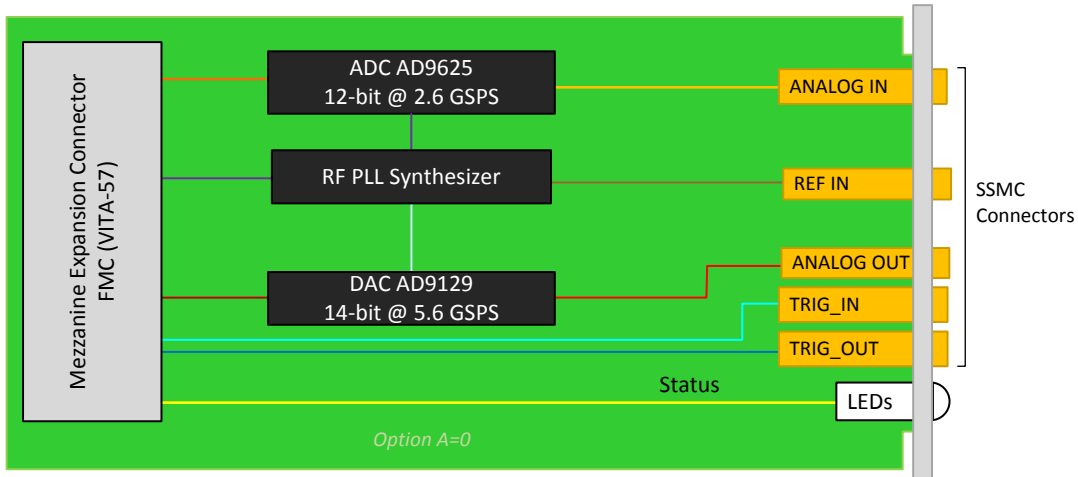 Mezzanine Expansion Connector
FMC (VITA-57)
ADC AD9625
12-bit @ 2.6 GSPS
RF PLL Synthesizer
DAC AD9129
14-bit @ 5.6 GSPS
ANALOG IN
REF IN
ANALOG OUT
TRIG_IN
TRIG_OUT
Status
LEDs
SSMC
Connectors
Option A=0